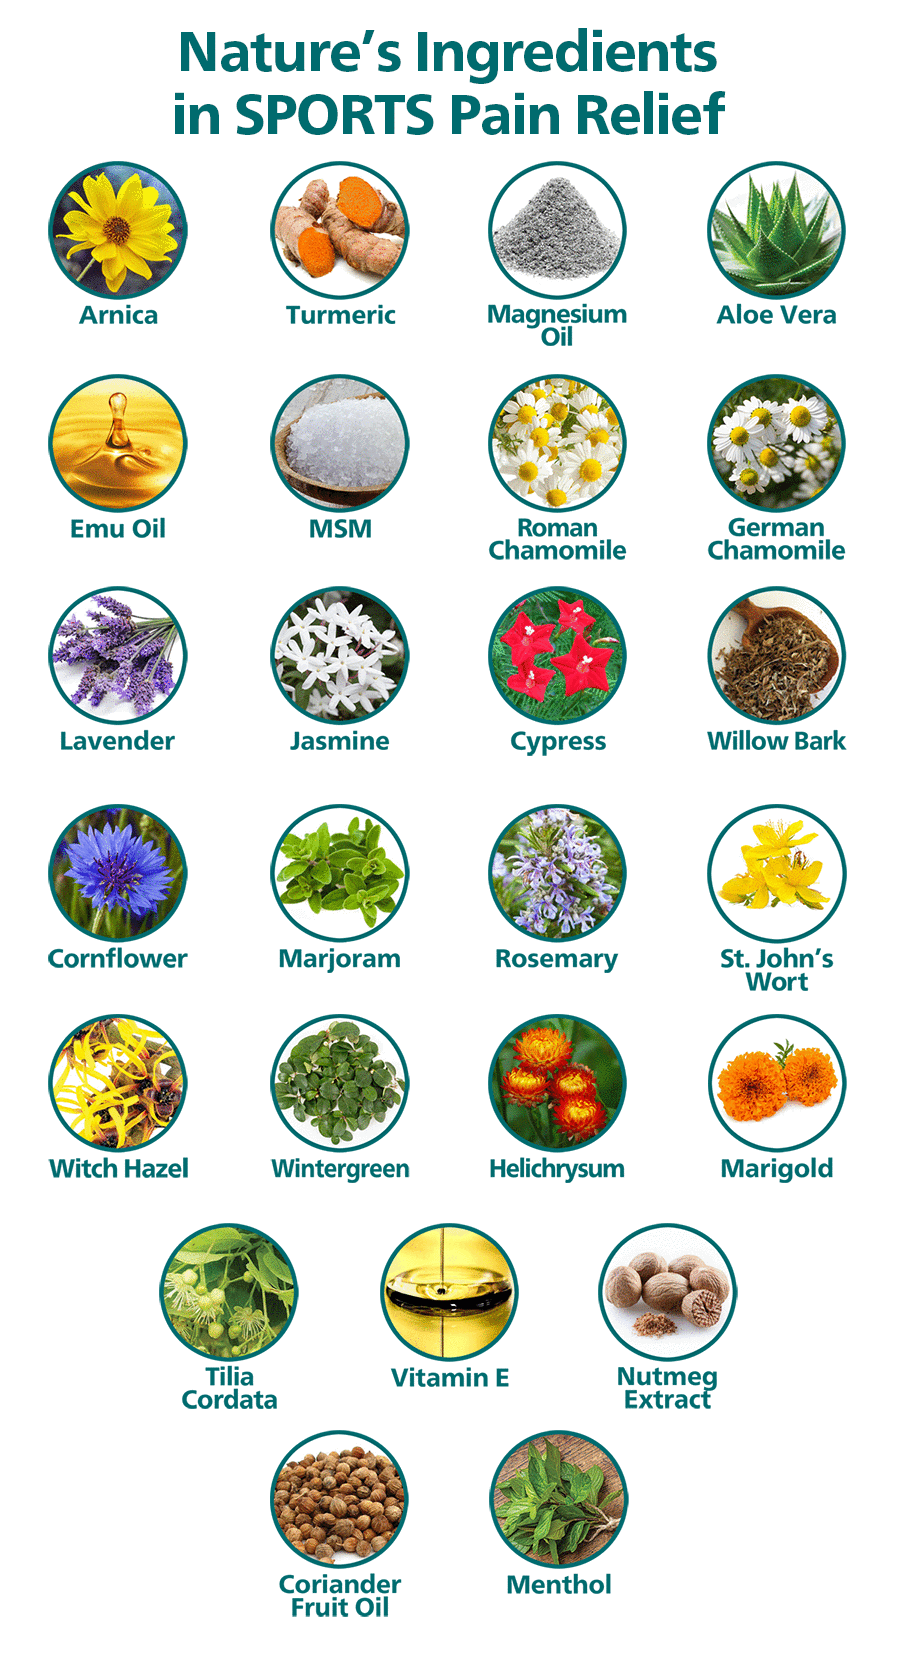 Nature's Ingredients
in SPORTS Pain Relief
Arnica
Turmeric
Magnesium
Oil
Aloe Vera
Emu Oil
MSM
Roman
Chamomile
German
Chamomile
Lavender
Jasmine
Cypress
Willow Bark
Cornflower
Marjoram
Rosemary
St. John's
Wort
Witch Hazel
Wintergreen
Helichrysum
Marigold
Tilia
Cordata
Vitamin E
Nutmeg
Extract
Coriander
Fruit Oil
Menthol